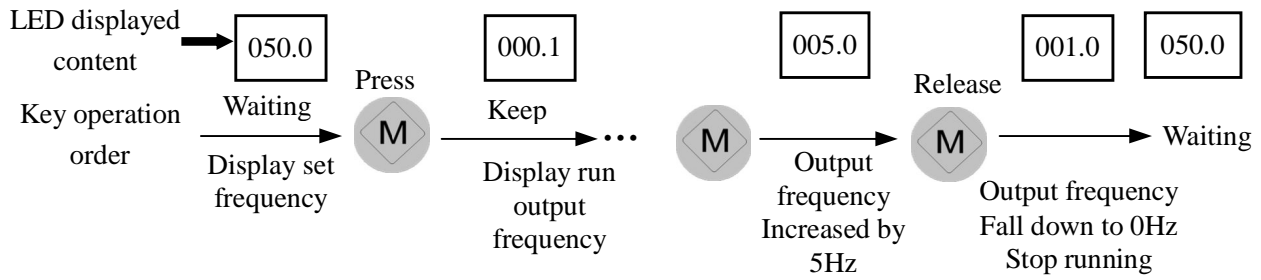 LED displayed
content
050.0
000.1
005.0
001.0
050.0
Key operation
order
Waiting
Display set
frequency
Press
M
Keep
...
Display run
output
frequency
M
Output
frequency
Increased by
5Hz
Release
M
Output frequency
Fall down to 0Hz
Stop running
Waiting